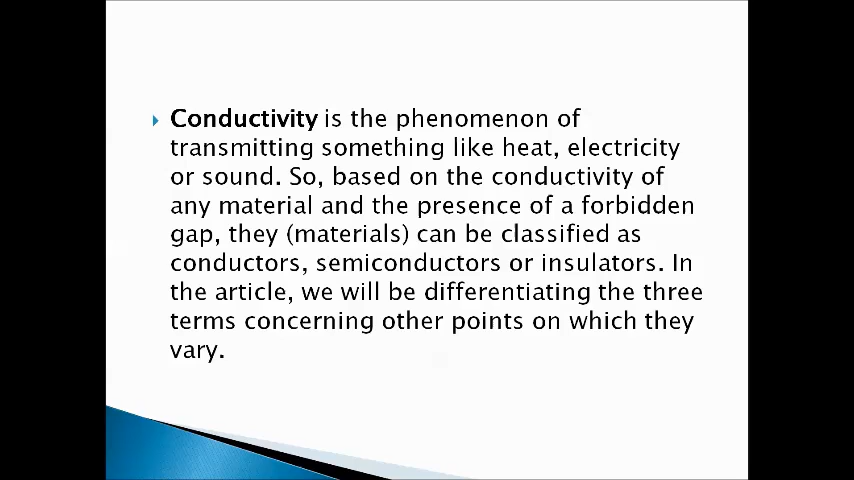 Conductivity is the phenomenon of
transmitting something like heat, electricity
or sound. So, based on the conductivity of
any material and the presence of a forbidden
gap, they (materials) can be classified as
conductors, semiconductors or insulators. In
the article, we will be differentiating the three
terms concerning other points on which they
vary.